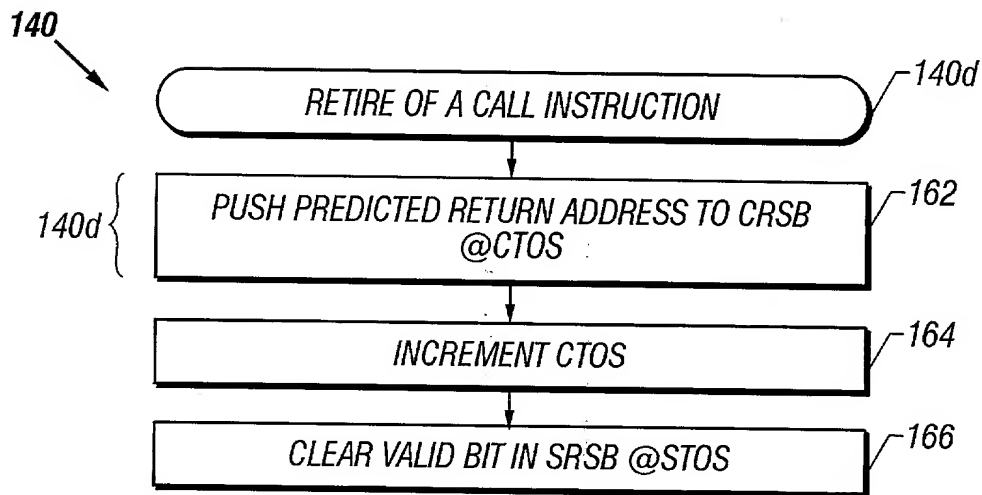 140
RETIRE OF A CALL INSTRUCTION
140d
140d
PUSH PREDICTED RETURN ADDRESS TO CRSB
@CTOS
162
INCREMENT CTOS
164
CLEAR VALID BIT IN SRSB @STOS
166